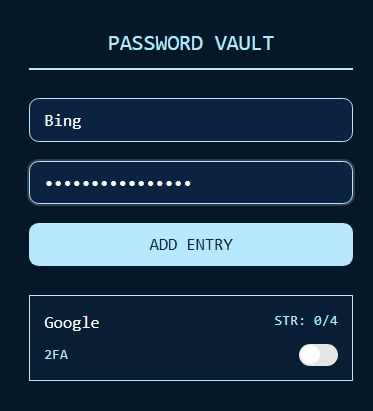 PASSWORD VAULT
Bing
••••••••••••••••
ADD ENTRY
Google
STR: 0/4
2FA